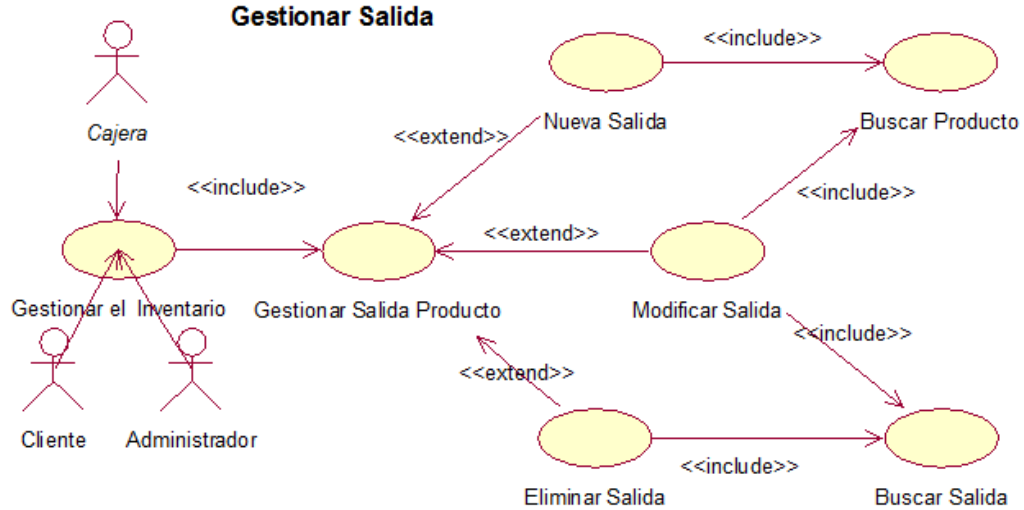 Gestionar Salida
<<include>>
Nueva Salida
Buscar Producto
Cajera
<<extend>>
<<include>>
<<include>>
<<extend>>
Gestionar el Inventario
Gestionar Salida Producto
Modificar Salida
<<include>>
<<extend>>
Cliente
Administrador
<<include>>
Eliminar Salida
Buscar Salida